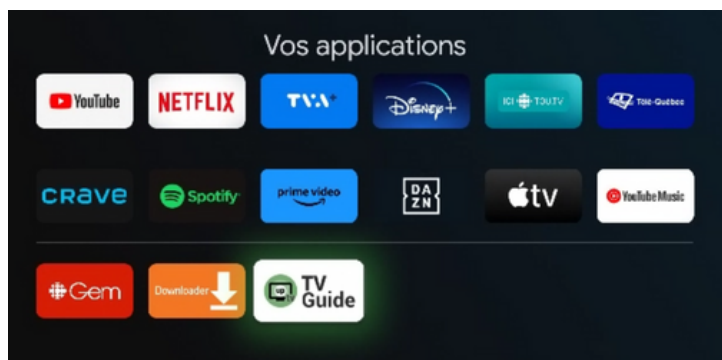 Vos applications
YouTube
NETFLIX
TVA+
Disney+
ICI TOU.TV
Télé-Québec
CRAVE
Spotify
prime video
DAZN
tv
YouTube Music
Gem
Downloader
TV
Guide